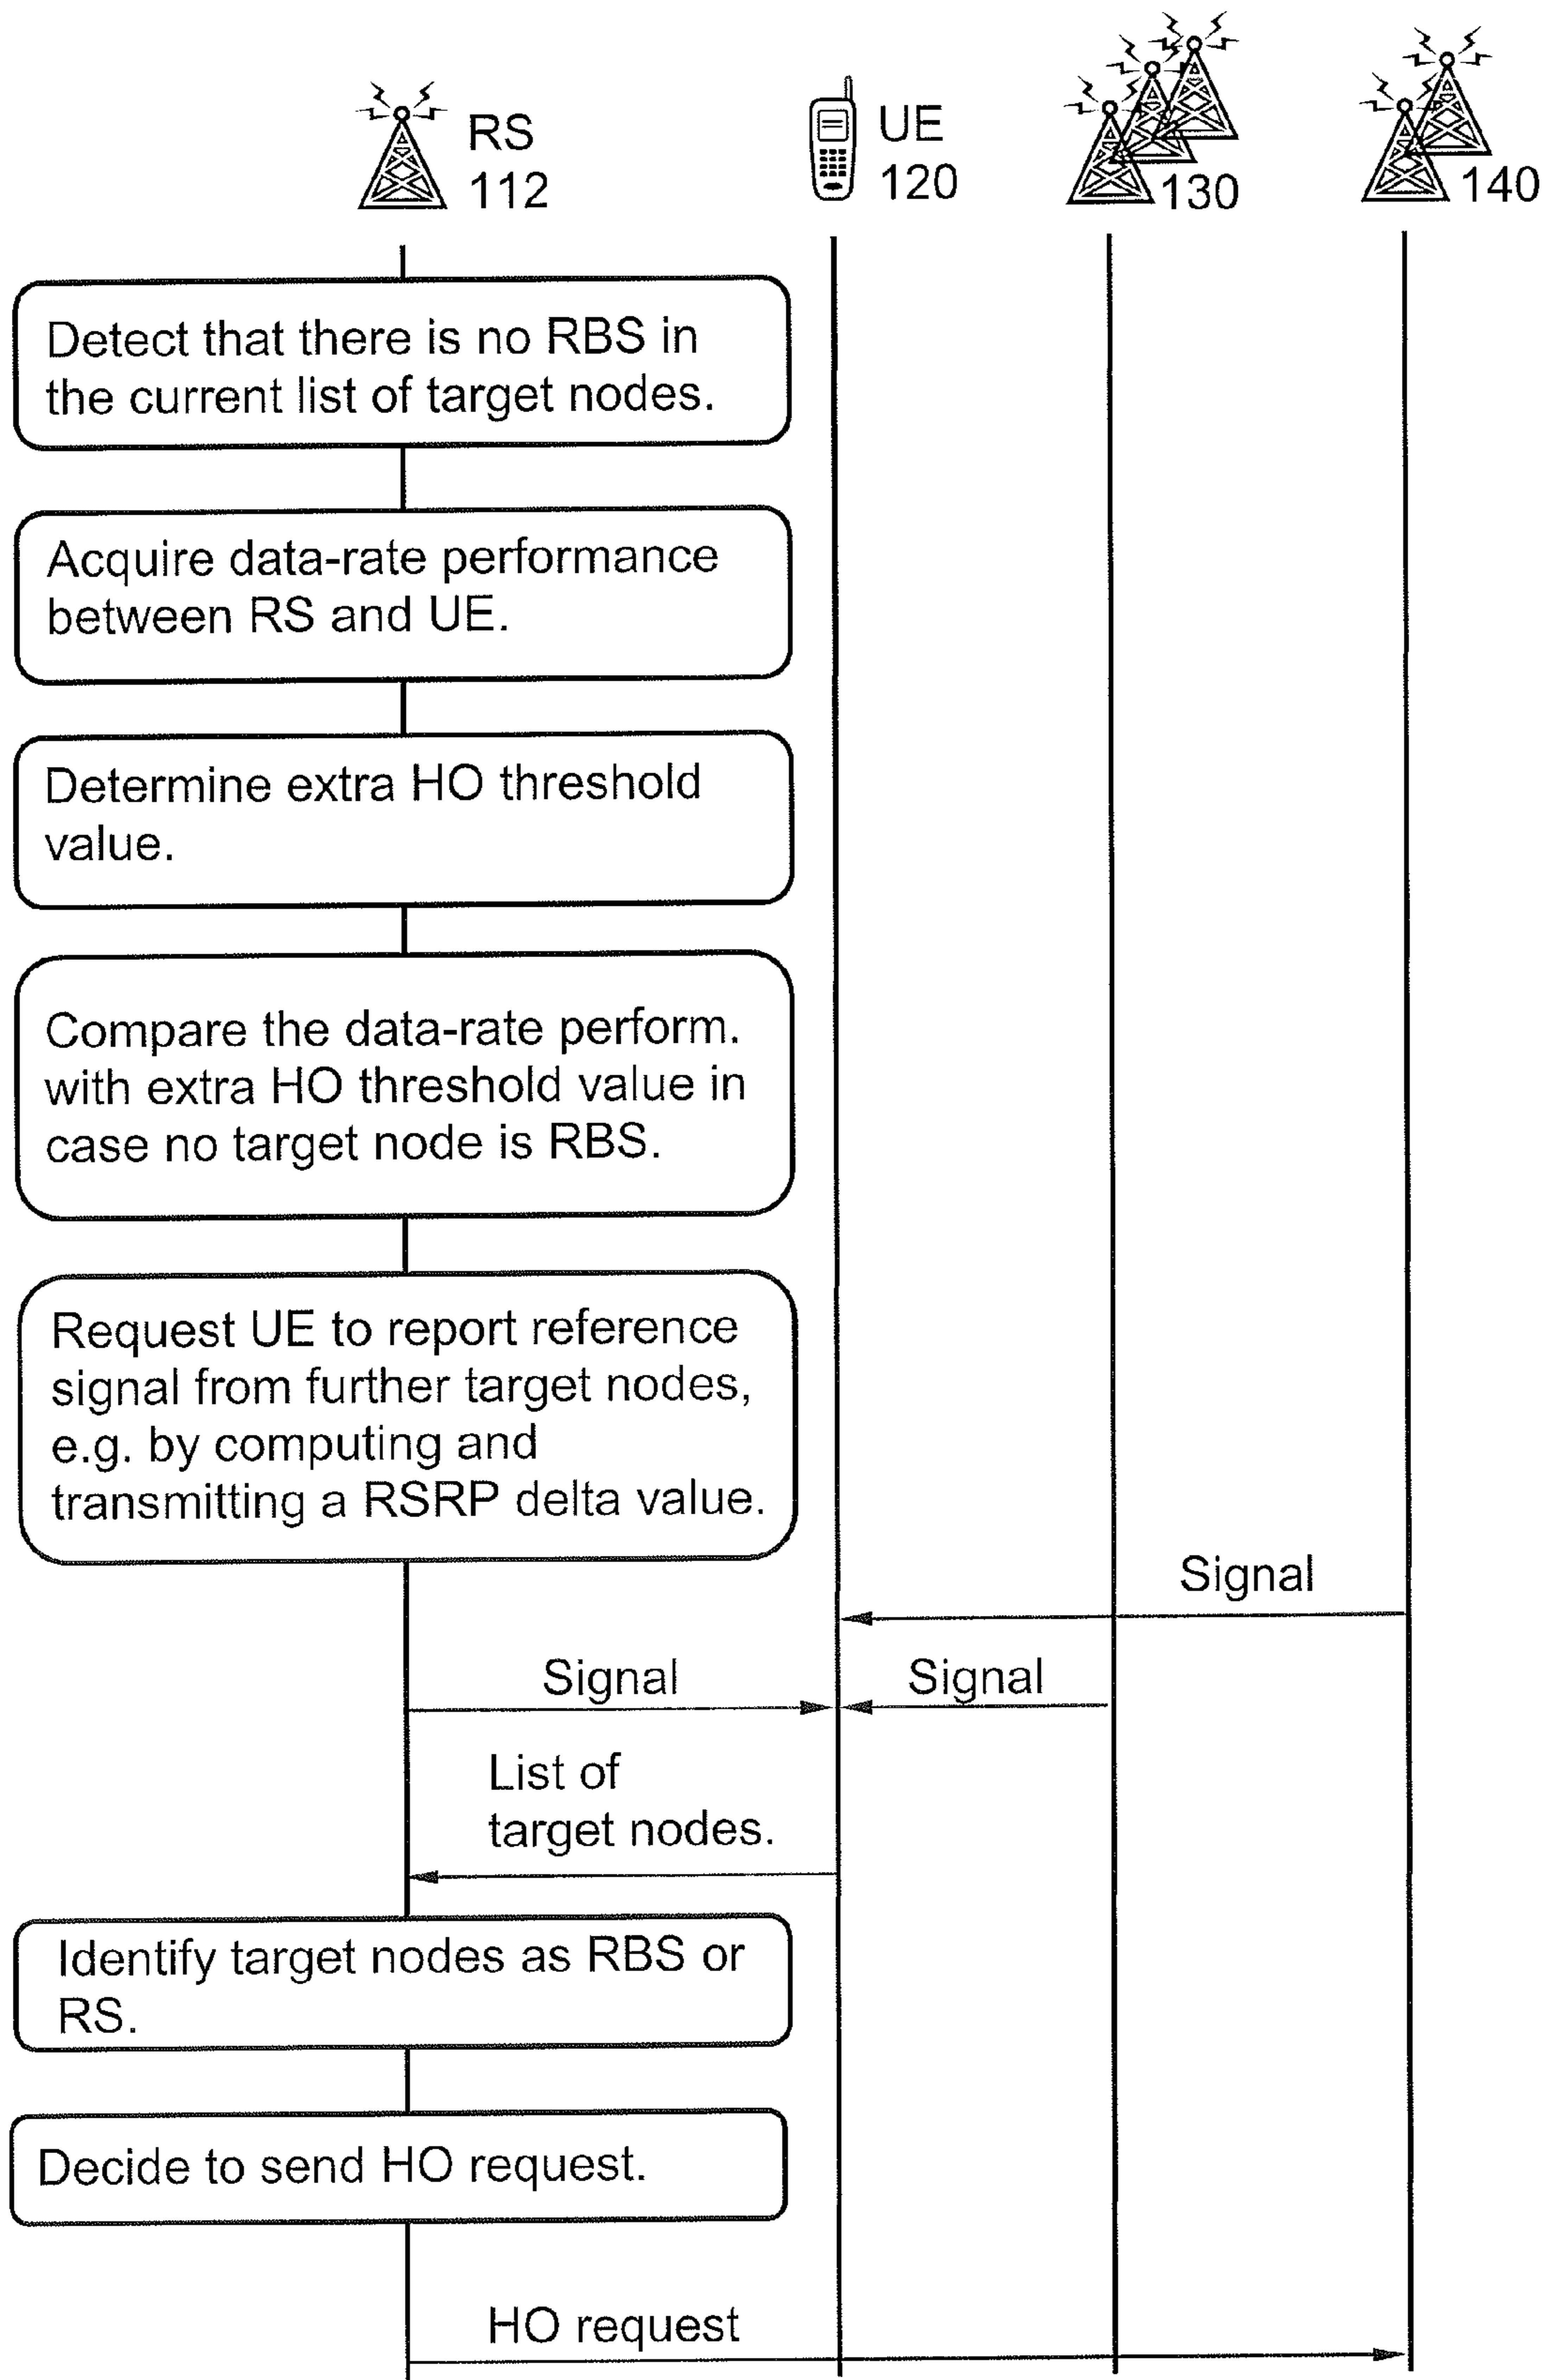 RS
112
UE
120
130
140
Detect that there is no RBS in
the current list of target nodes.
Acquire data-rate performance
between RS and UE.
Determine extra HO threshold
value.
Compare the data-rate perform.
with extra HO threshold value in
case no target node is RBS.
Request UE to report reference
signal from further target nodes,
e.g. by computing and
transmitting a RSRP delta value.
Signal
Signal
Signal
List of
target nodes.
Identify target nodes as RBS or
RS.
Decide to send HO request.
HO request